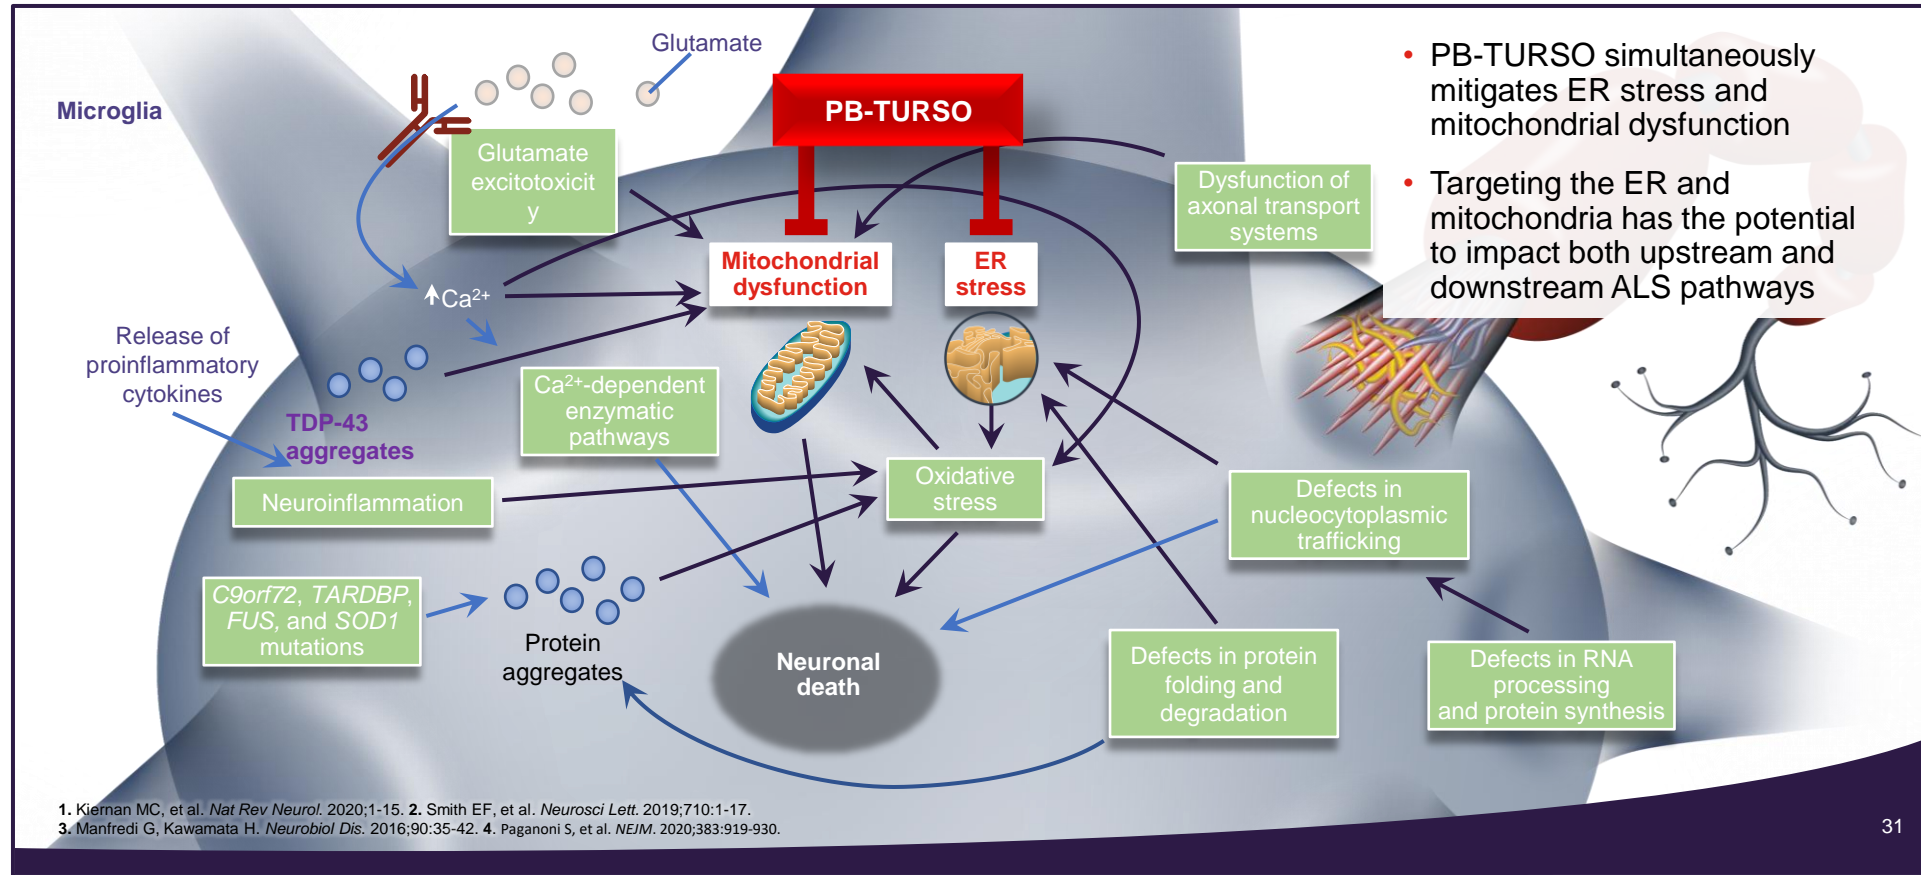 Glutamate
Microglia
PB-TURSO
Glutamate
excitotoxicit
y
Dysfunction of
axonal transport
systems
• PB-TURSO simultaneously
mitigates ER stress and
mitochondrial dysfunction
• Targeting the ER and
mitochondria has the potential
to impact both upstream and
downstream ALS pathways
Mitochondrial
dysfunction
ER
stress
Ca²⁺
Release of
proinflammatory
cytokines
TDP-43
aggregates
Ca²⁺-dependent
enzymatic
pathways
Neuroinflammation
Oxidative
stress
Defects in
nucleocytoplasmic
trafficking
C9orf72, TARDBP,
FUS, and SOD1
mutations
Protein
aggregates
Neuronal
death
Defects in protein
folding and
degradation
Defects in RNA
processing
and protein synthesis
1. Kiernan MC, et al. Nat Rev Neurol. 2020;1-15. 2. Smith EF, et al. Neurosci Lett. 2019;710:1-17.
3. Manfredi G, Kawamata H. Neurobiol Dis. 2016;90:35-42. 4. Paganoni S, et al. NEJM. 2020;383:919-930.
31